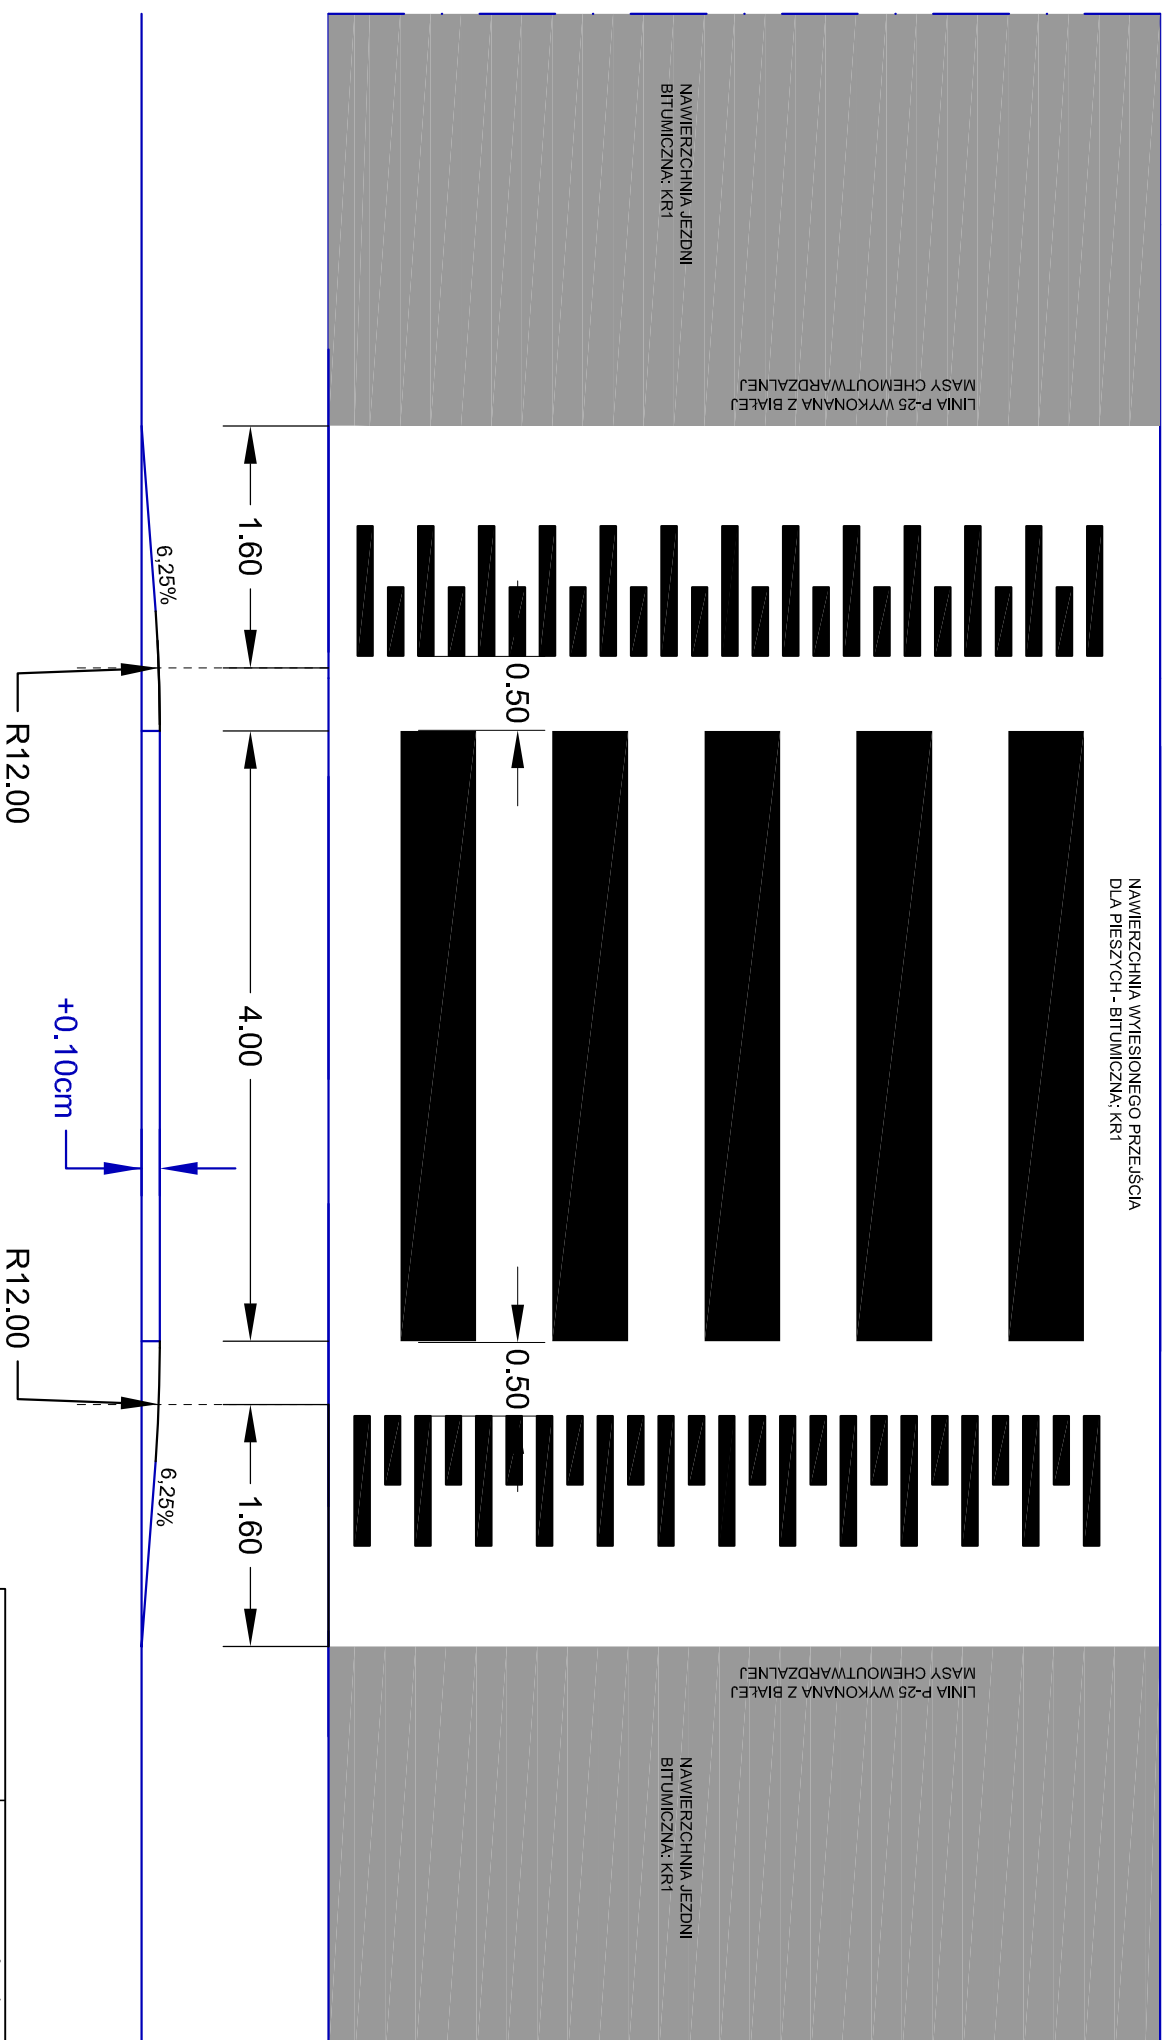 NAWIERZCHNIA JEZDNI
BITUMICZNA: KR1
LINIA P-25 WYKONANA Z BIAŁEJ
MASY CHEMOUTWARDZALNEJ
NAWIERZCHNIA WYIESIONEGO PRZEJŚCIA
DLA PIESZYCH - BITUMICZNA; KR1
LINIA P-25 WYKONANA Z BIAŁEJ
MASY CHEMOUTWARDZALNEJ
NAWIERZCHNIA JEZDNI
BITUMICZNA: KR1
0.50
0.50
1.60
4.00
1.60
6,25%
6,25%
+0.10cm
R12.00
R12.00